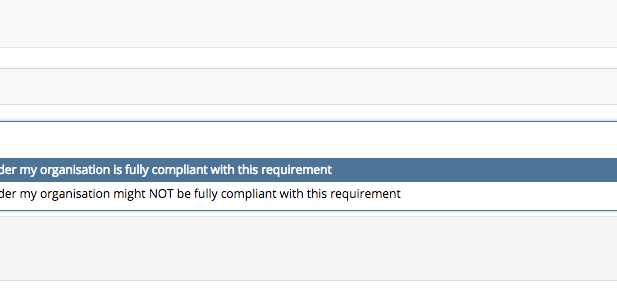 der my organisation is fully compliant with this requirement
der my organisation might NOT be fully compliant with this requirement